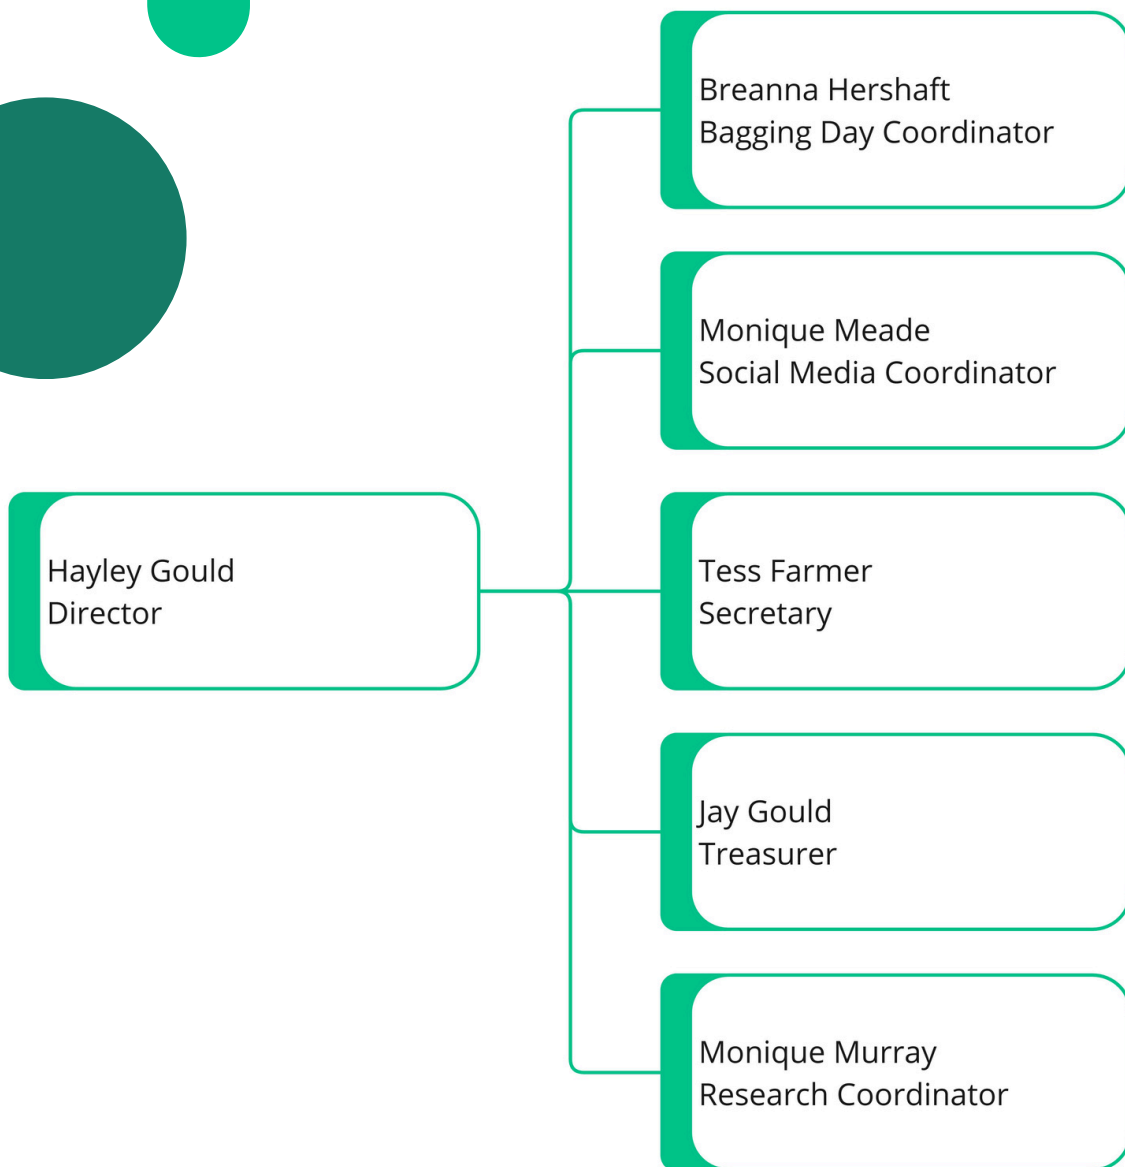 Breanna Hershaft
Bagging Day Coordinator
Monique Meade
Social Media Coordinator
Hayley Gould
Director
Tess Farmer
Secretary
Jay Gould
Treasurer
Monique Murray
Research Coordinator